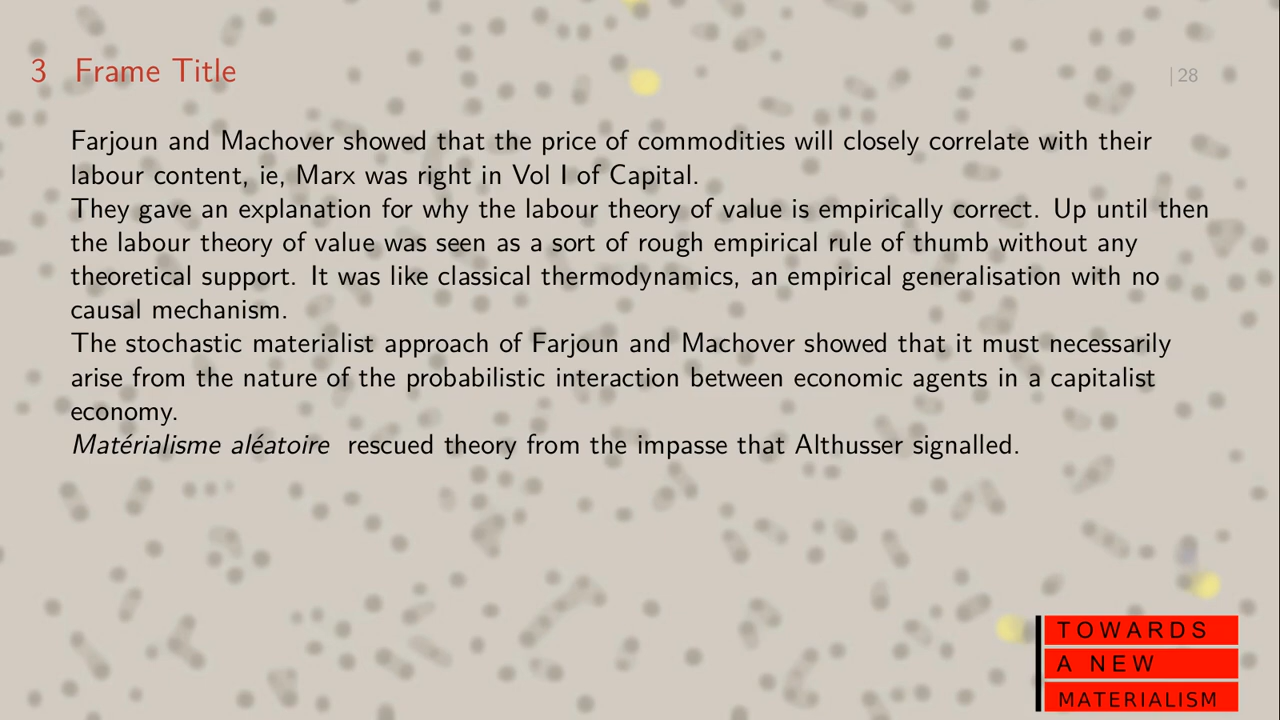 3 Frame Title
| 28
Farjoun and Machover showed that the price of commodities will closely correlate with their
labour content, ie, Marx was right in Vol I of Capital.
They gave an explanation for why the labour theory of value is empirically correct. Up until then
the labour theory of value was seen as a sort of rough empirical rule of thumb without any
theoretical support. It was like classical thermodynamics, an empirical generalisation with no
causal mechanism.
The stochastic materialist approach of Farjoun and Machover showed that it must necessarily
arise from the nature of the probabilistic interaction between economic agents in a capitalist
economy.
Matérialisme aléatoire rescued theory from the impasse that Althusser signalled.
TOWARDS
A NEW
MATERIALISM